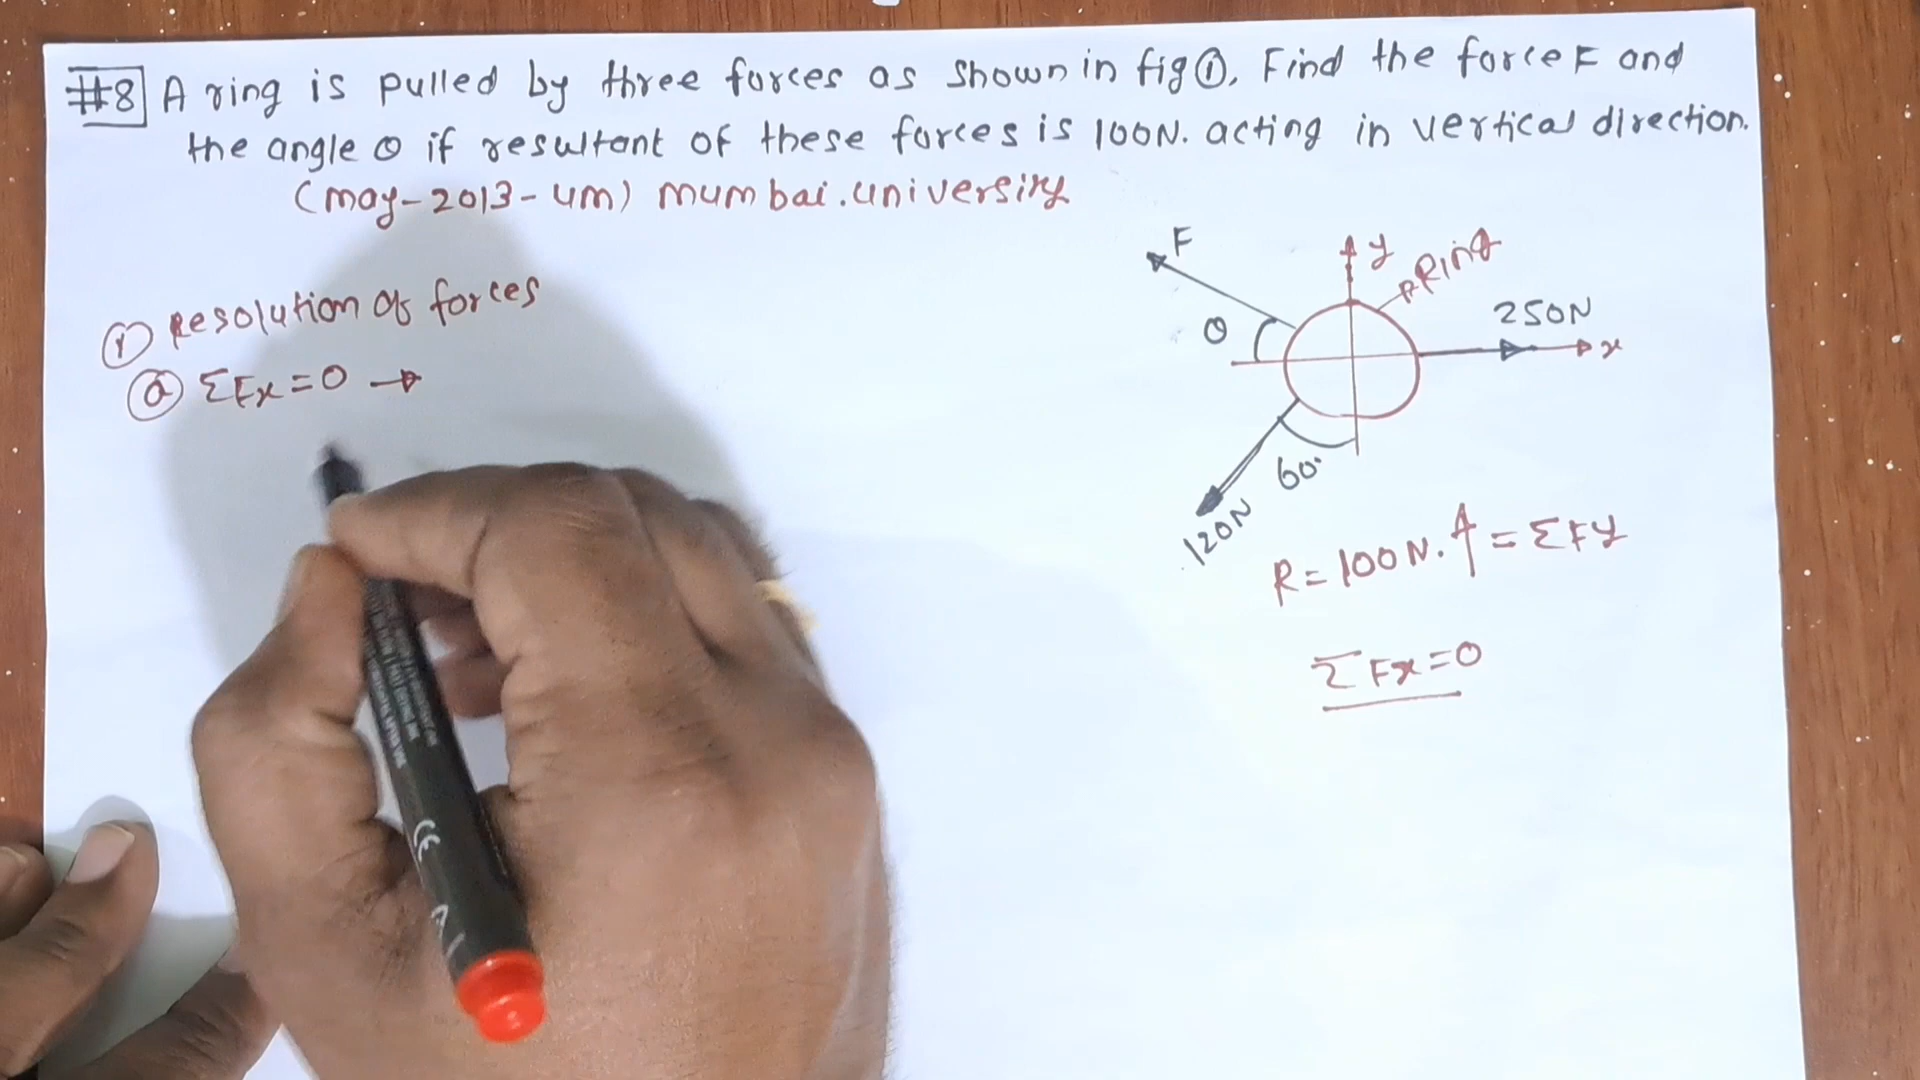 #8 A ring is pulled by three forces as shown in fig①. Find the force F and
the angle θ if resultant of these forces is 100N. acting in vertical direction.
(may-2013-4m) mumbai.university
① Resolution of forces
ⓐ ΣFx=0 →
F
y
Ring
θ
250N
x
60°
120N
R=100N.↑=ΣFy
ΣFx=0
CE